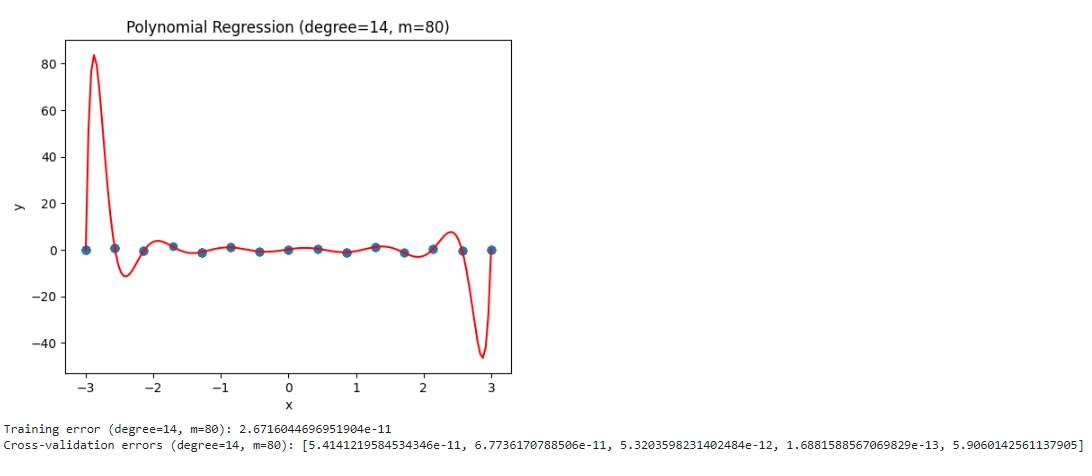 Polynomial Regression (degree=14, m=80)
80
60
40
20
0
−20
−40
y
−3
−2
−1
0
1
2
3
x
Training error (degree=14, m=80): 2.6716044696951904e-11
Cross-validation errors (degree=14, m=80): [5.4141219584534346e-11, 6.7736170788506e-11, 5.3203598231402484e-12, 1.6881588567069829e-13, 5.9060142561137905]